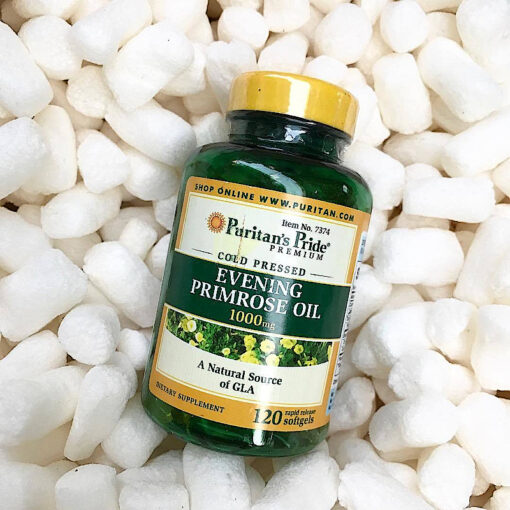 SHOP ONLINE WWW.PURITAN.COM
Item No. 7374
Puritan's Pride®
PREMIUM
COLD PRESSED
EVENING
PRIMROSE OIL
1000mg
A Natural Source
of GLA
DIETARY SUPPLEMENT
120 rapid release
softgels